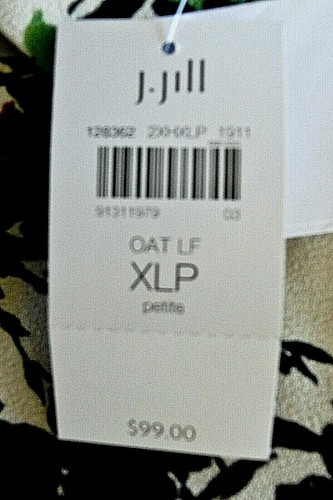 J.Jill
128362 2XHXLP 1911
91311979 03
OAT LF
XLP
petite
$99.00